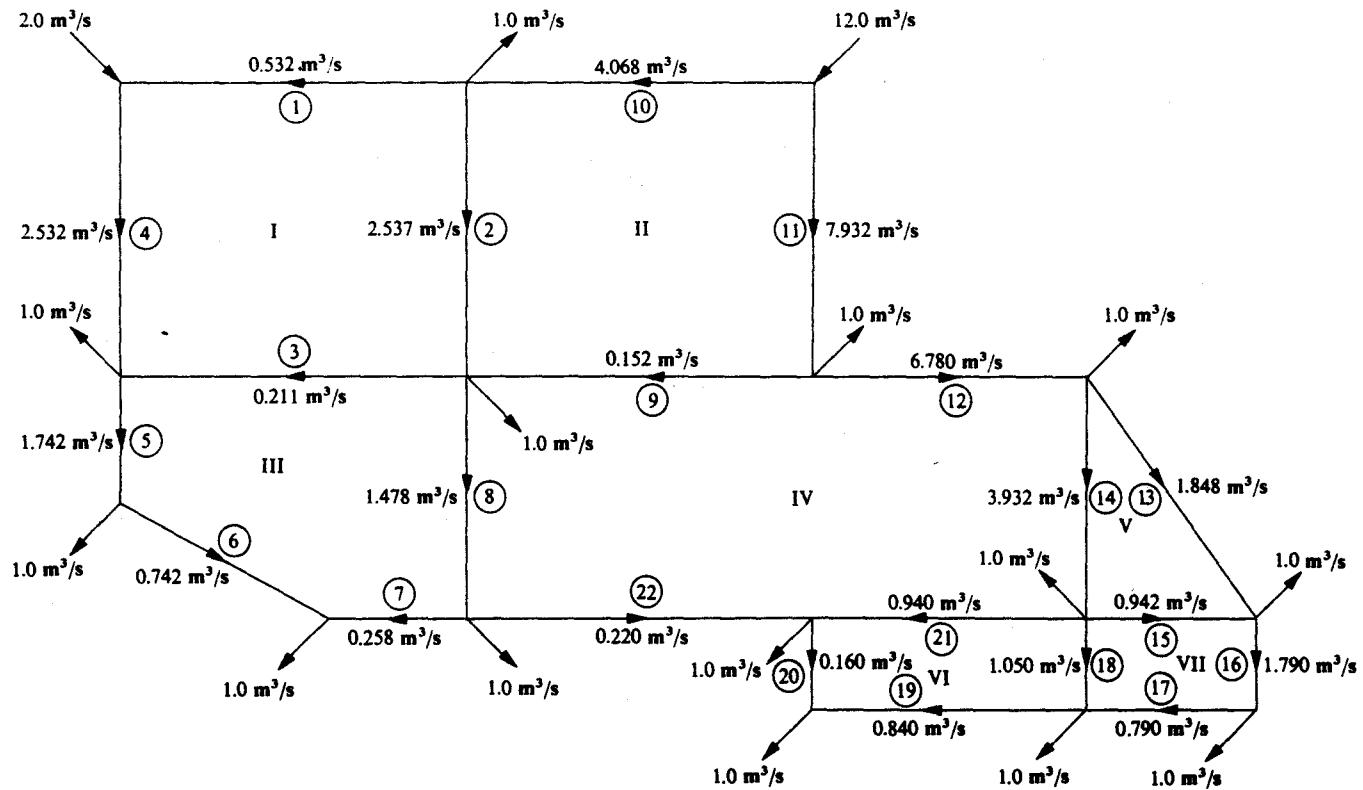 2.0 m³/s
1.0 m³/s
12.0 m³/s
0.532 m³/s
4.068 m³/s
1
10
2.532 m³/s
4
I
2.537 m³/s
2
II
11
7.932 m³/s
1.0 m³/s
1.0 m³/s
1.0 m³/s
3
0.152 m³/s
6.780 m³/s
0.211 m³/s
9
12
1.742 m³/s
5
1.0 m³/s
III
1.478 m³/s
8
IV
3.932 m³/s
14
13
1.848 m³/s
V
6
1.0 m³/s
0.742 m³/s
1.0 m³/s
1.0 m³/s
7
22
0.940 m³/s
0.942 m³/s
0.258 m³/s
0.220 m³/s
21
15
1.0 m³/s
20
0.160 m³/s
VI
1.050 m³/s
18
VII
16
1.790 m³/s
1.0 m³/s
1.0 m³/s
19
17
0.840 m³/s
0.790 m³/s
1.0 m³/s
1.0 m³/s
1.0 m³/s